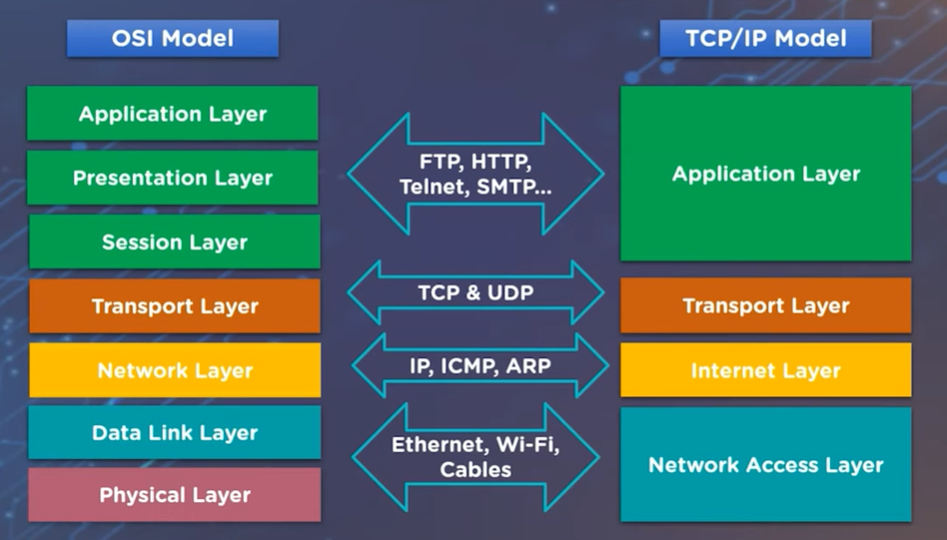 OSI Model
TCP/IP Model
Application Layer
Presentation Layer
Session Layer
Transport Layer
Network Layer
Data Link Layer
Physical Layer
FTP, HTTP,
Telnet, SMTP...
TCP & UDP
IP, ICMP, ARP
Ethernet, Wi-Fi,
Cables
Application Layer
Transport Layer
Internet Layer
Network Access Layer